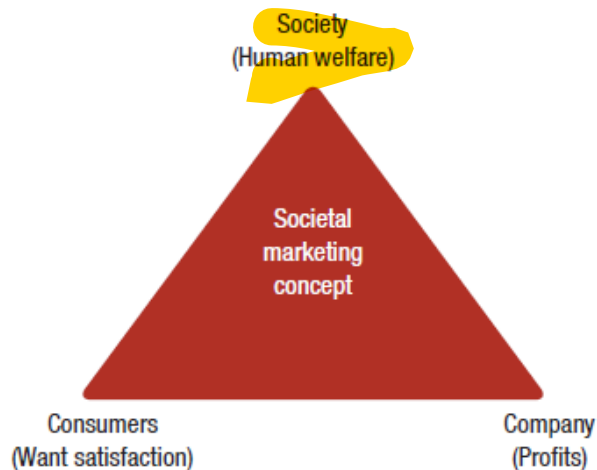 Society
(Human welfare)
Societal
marketing
concept
Consumers
(Want satisfaction)
Company
(Profits)